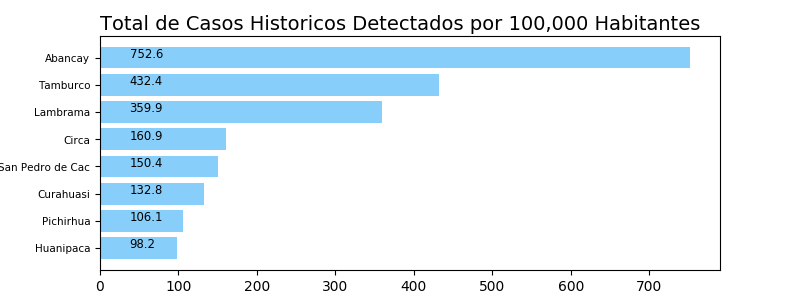 Total de Casos Historicos Detectados por 100,000 Habitantes
Abancay 752.6
Tamburco 432.4
Lambrama 359.9
Circa 160.9
San Pedro de Cac 150.4
Curahuasi 132.8
Pichirhua 106.1
Huanipaca 98.2
0 100 200 300 400 500 600 700